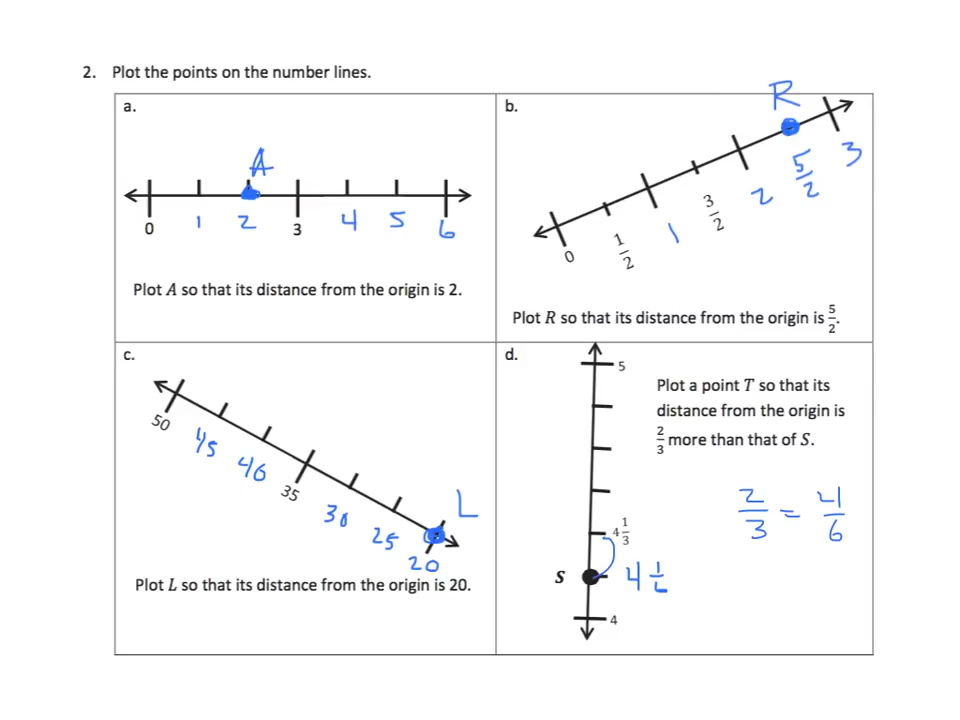 2. Plot the points on the number lines.
a.
A
0 1 2 3 4 5 6
Plot A so that its distance from the origin is 2.
b.
R
0 1/2 1 3/2 2 5/2 3
Plot R so that its distance from the origin is 5/2.
c.
50 45 40 35 30 25 20
L
Plot L so that its distance from the origin is 20.
d.
5
Plot a point T so that its
distance from the origin is
2/3 more than that of S.
2/3 = 4/6
4 1/3
S 4 1/6
4